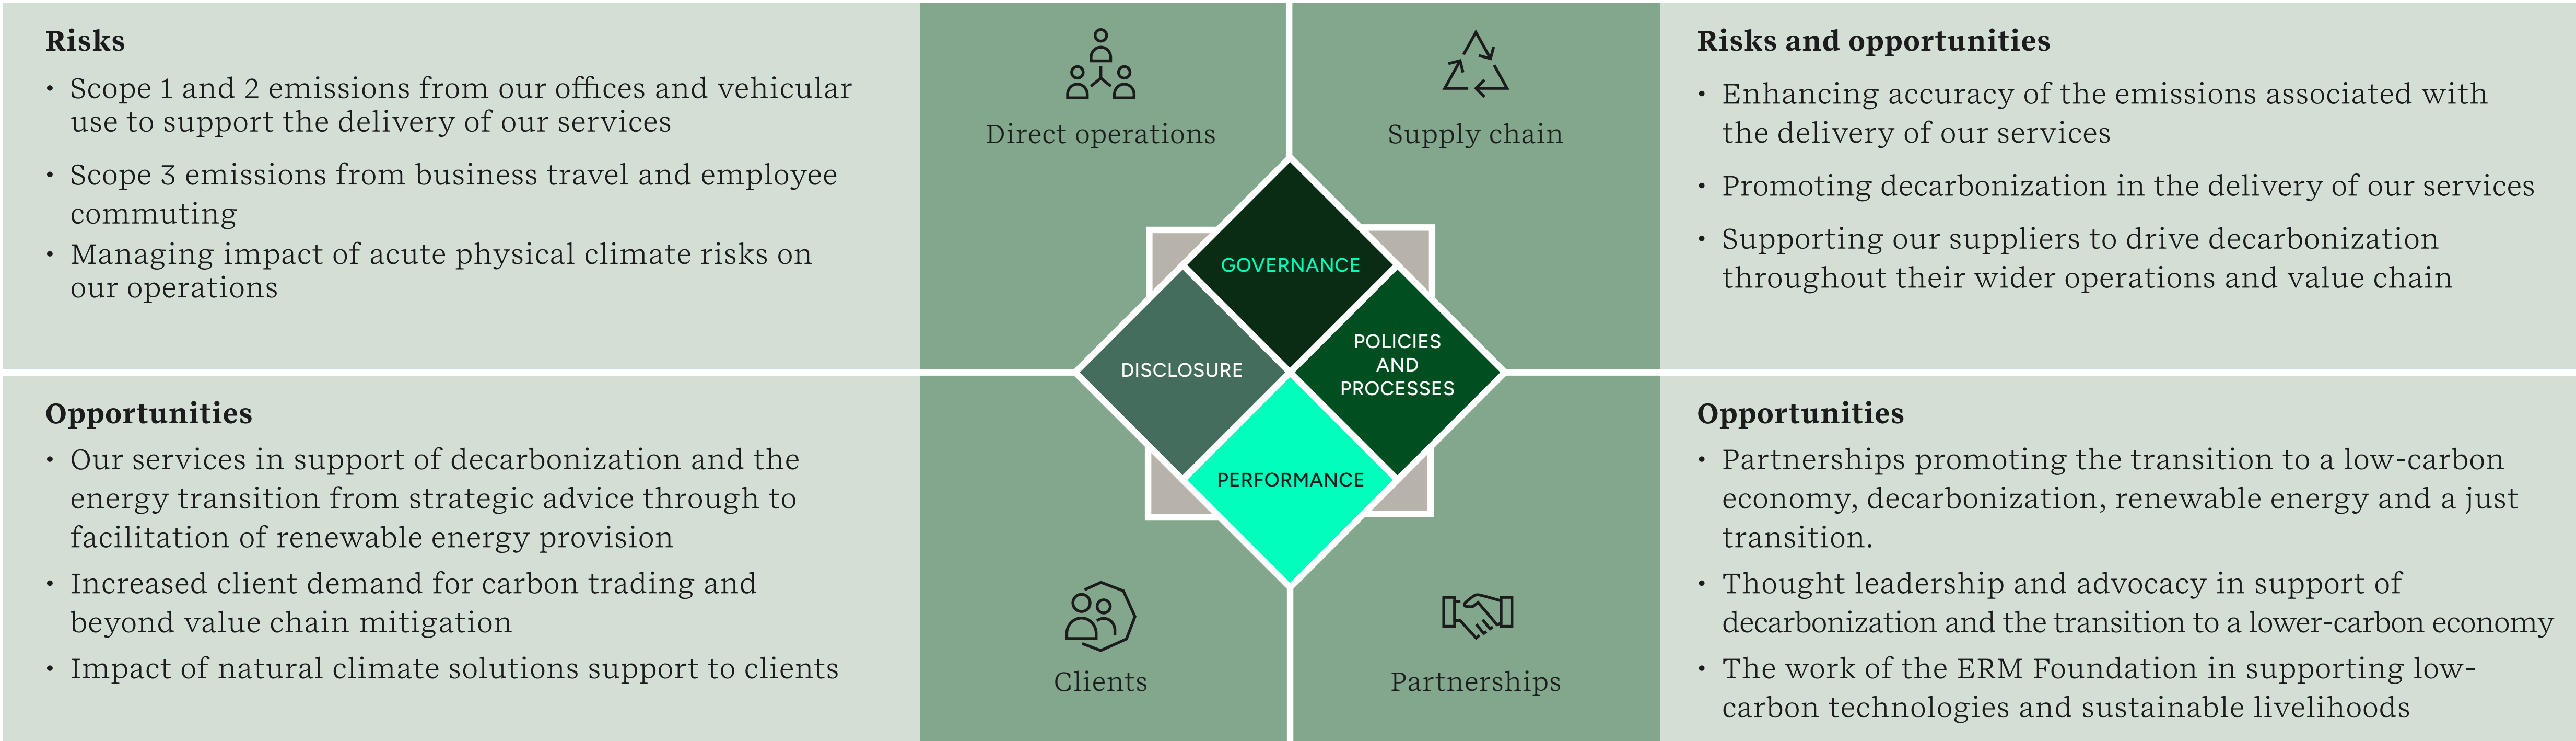 Risks
• Scope 1 and 2 emissions from our offices and vehicular
use to support the delivery of our services
• Scope 3 emissions from business travel and employee
commuting
• Managing impact of acute physical climate risks on
our operations
Direct operations
Supply chain
Risks and opportunities
• Enhancing accuracy of the emissions associated with
the delivery of our services
• Promoting decarbonization in the delivery of our services
• Supporting our suppliers to drive decarbonization
throughout their wider operations and value chain
GOVERNANCE
DISCLOSURE
POLICIES
AND
PROCESSES
PERFORMANCE
Opportunities
• Our services in support of decarbonization and the
energy transition from strategic advice through to
facilitation of renewable energy provision
• Increased client demand for carbon trading and
beyond value chain mitigation
• Impact of natural climate solutions support to clients
Clients
Partnerships
Opportunities
• Partnerships promoting the transition to a low-carbon
economy, decarbonization, renewable energy and a just
transition.
• Thought leadership and advocacy in support of
decarbonization and the transition to a lower-carbon economy
• The work of the ERM Foundation in supporting low-
carbon technologies and sustainable livelihoods